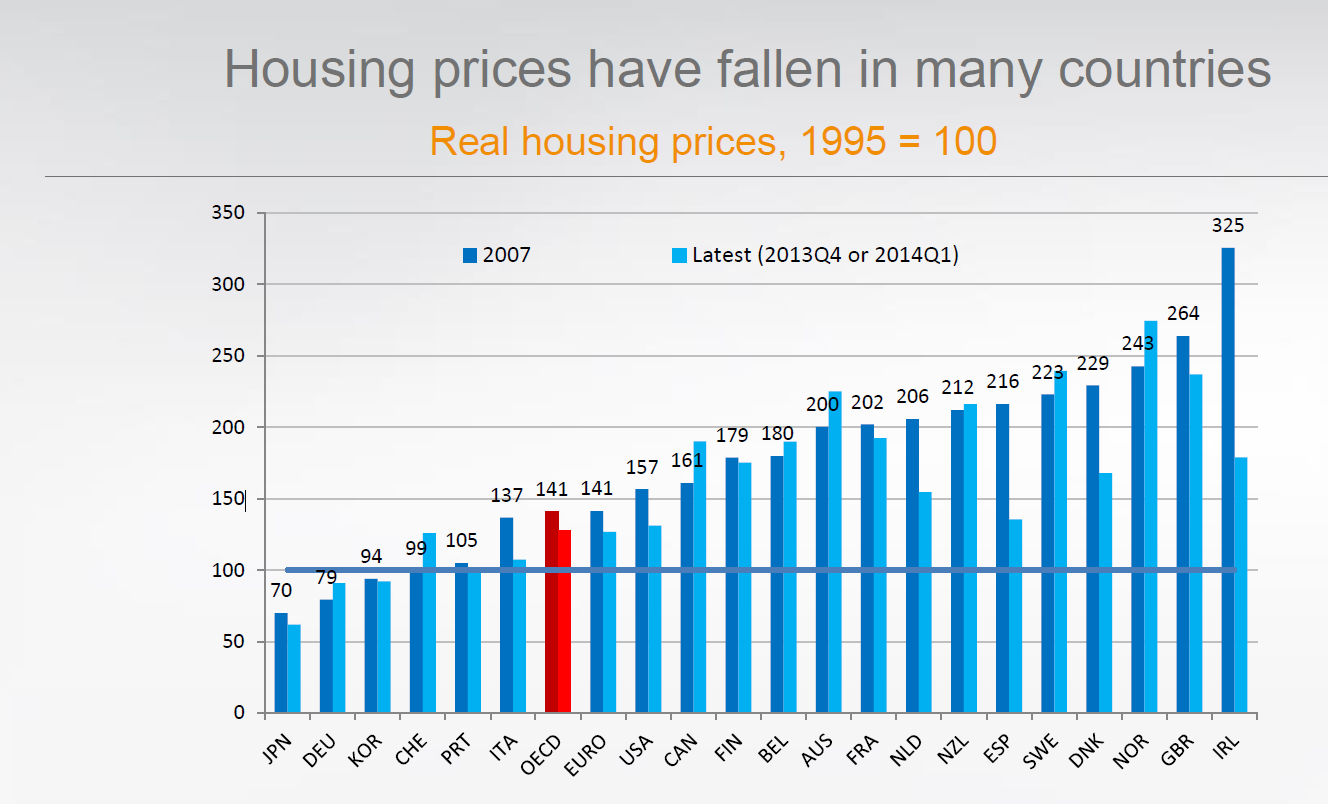 Housing prices have fallen in many countries
Real housing prices, 1995 = 100
350
300
250
200
150
100
50
0
2007
Latest (2013Q4 or 2014Q1)
70
79
94
99
105
137
141
141
157
161
179
180
200
202
206
212
216
223
229
243
264
325
JPN
DEU
KOR
CHE
PRT
ITA
OECD
EURO
USA
CAN
FIN
BEL
AUS
FRA
NLD
NZL
ESP
SWE
DNK
NOR
GBR
IRL